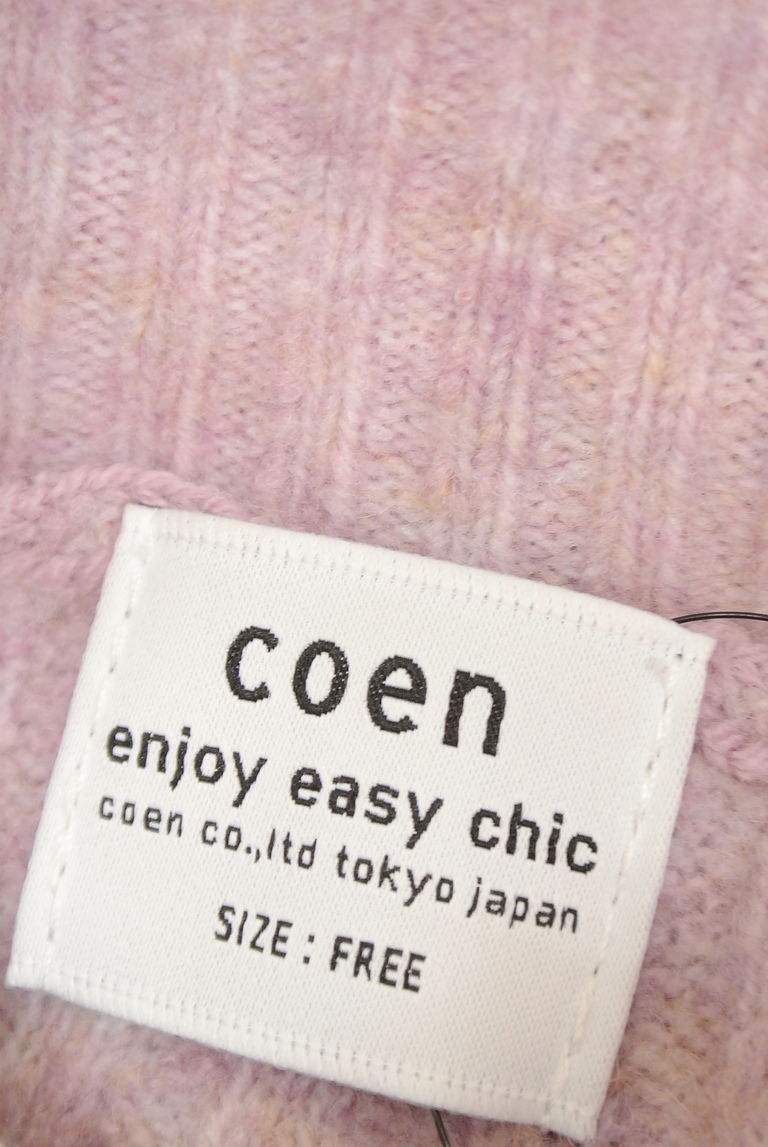 coen
enjoy easy chic
coen co.,ltd tokyo japan
SIZE : FREE